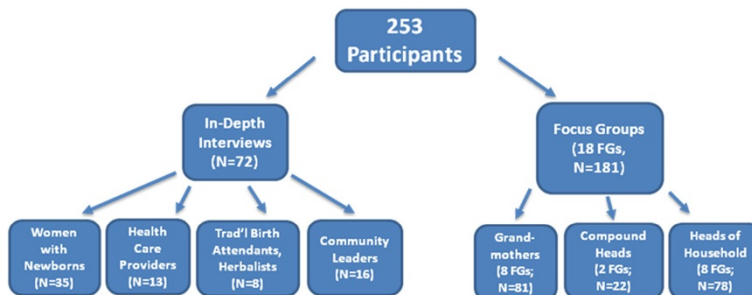 253
Participants
In-Depth
Interviews
(N=72)
Focus Groups
(18 FGs,
N=181)
Women
with
Newborns
(N=35)
Health
Care
Providers
(N=13)
Trad'l Birth
Attendants,
Herbalists
(N=8)
Community
Leaders
(N=16)
Grand-
mothers
(8 FGs;
N=81)
Compound
Heads
(2 FGs;
N=22)
Heads of
Household
(8 FGs;
N=78)